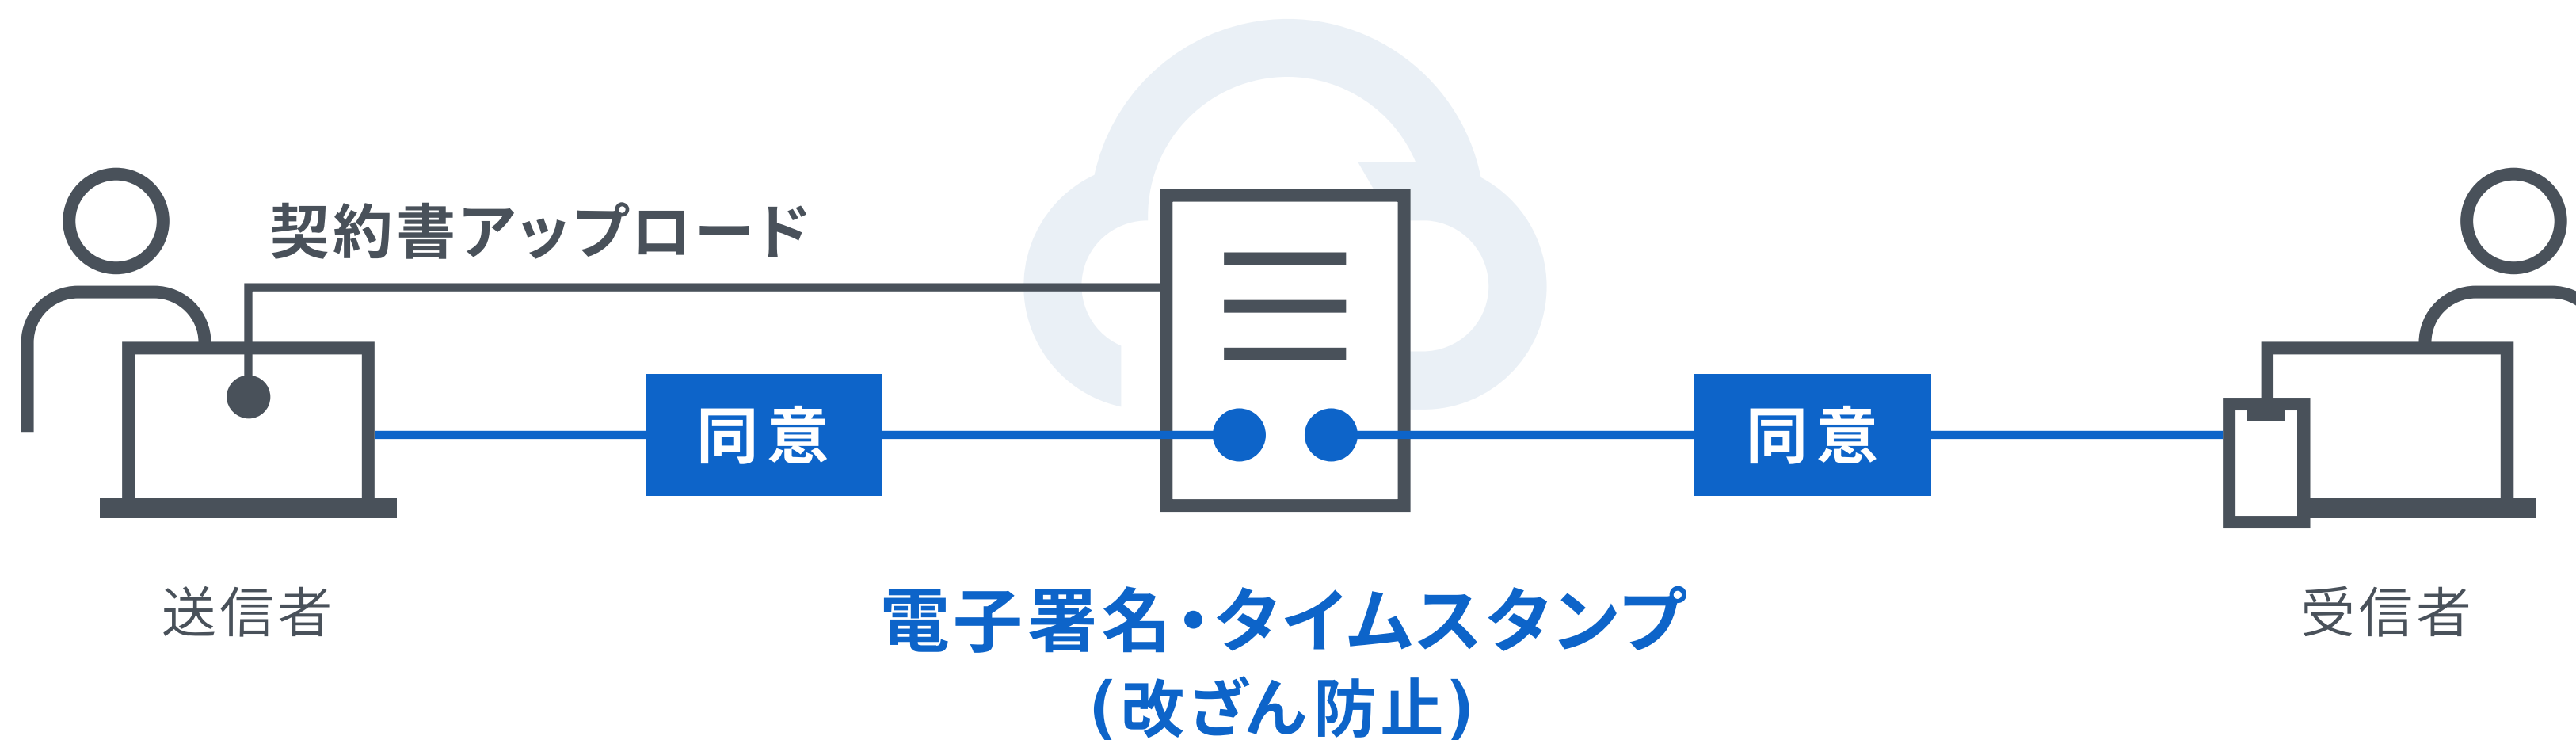 契約書アップロード
同意
同意
送信者
電子署名・タイムスタンプ
(改ざん防止)
受信者